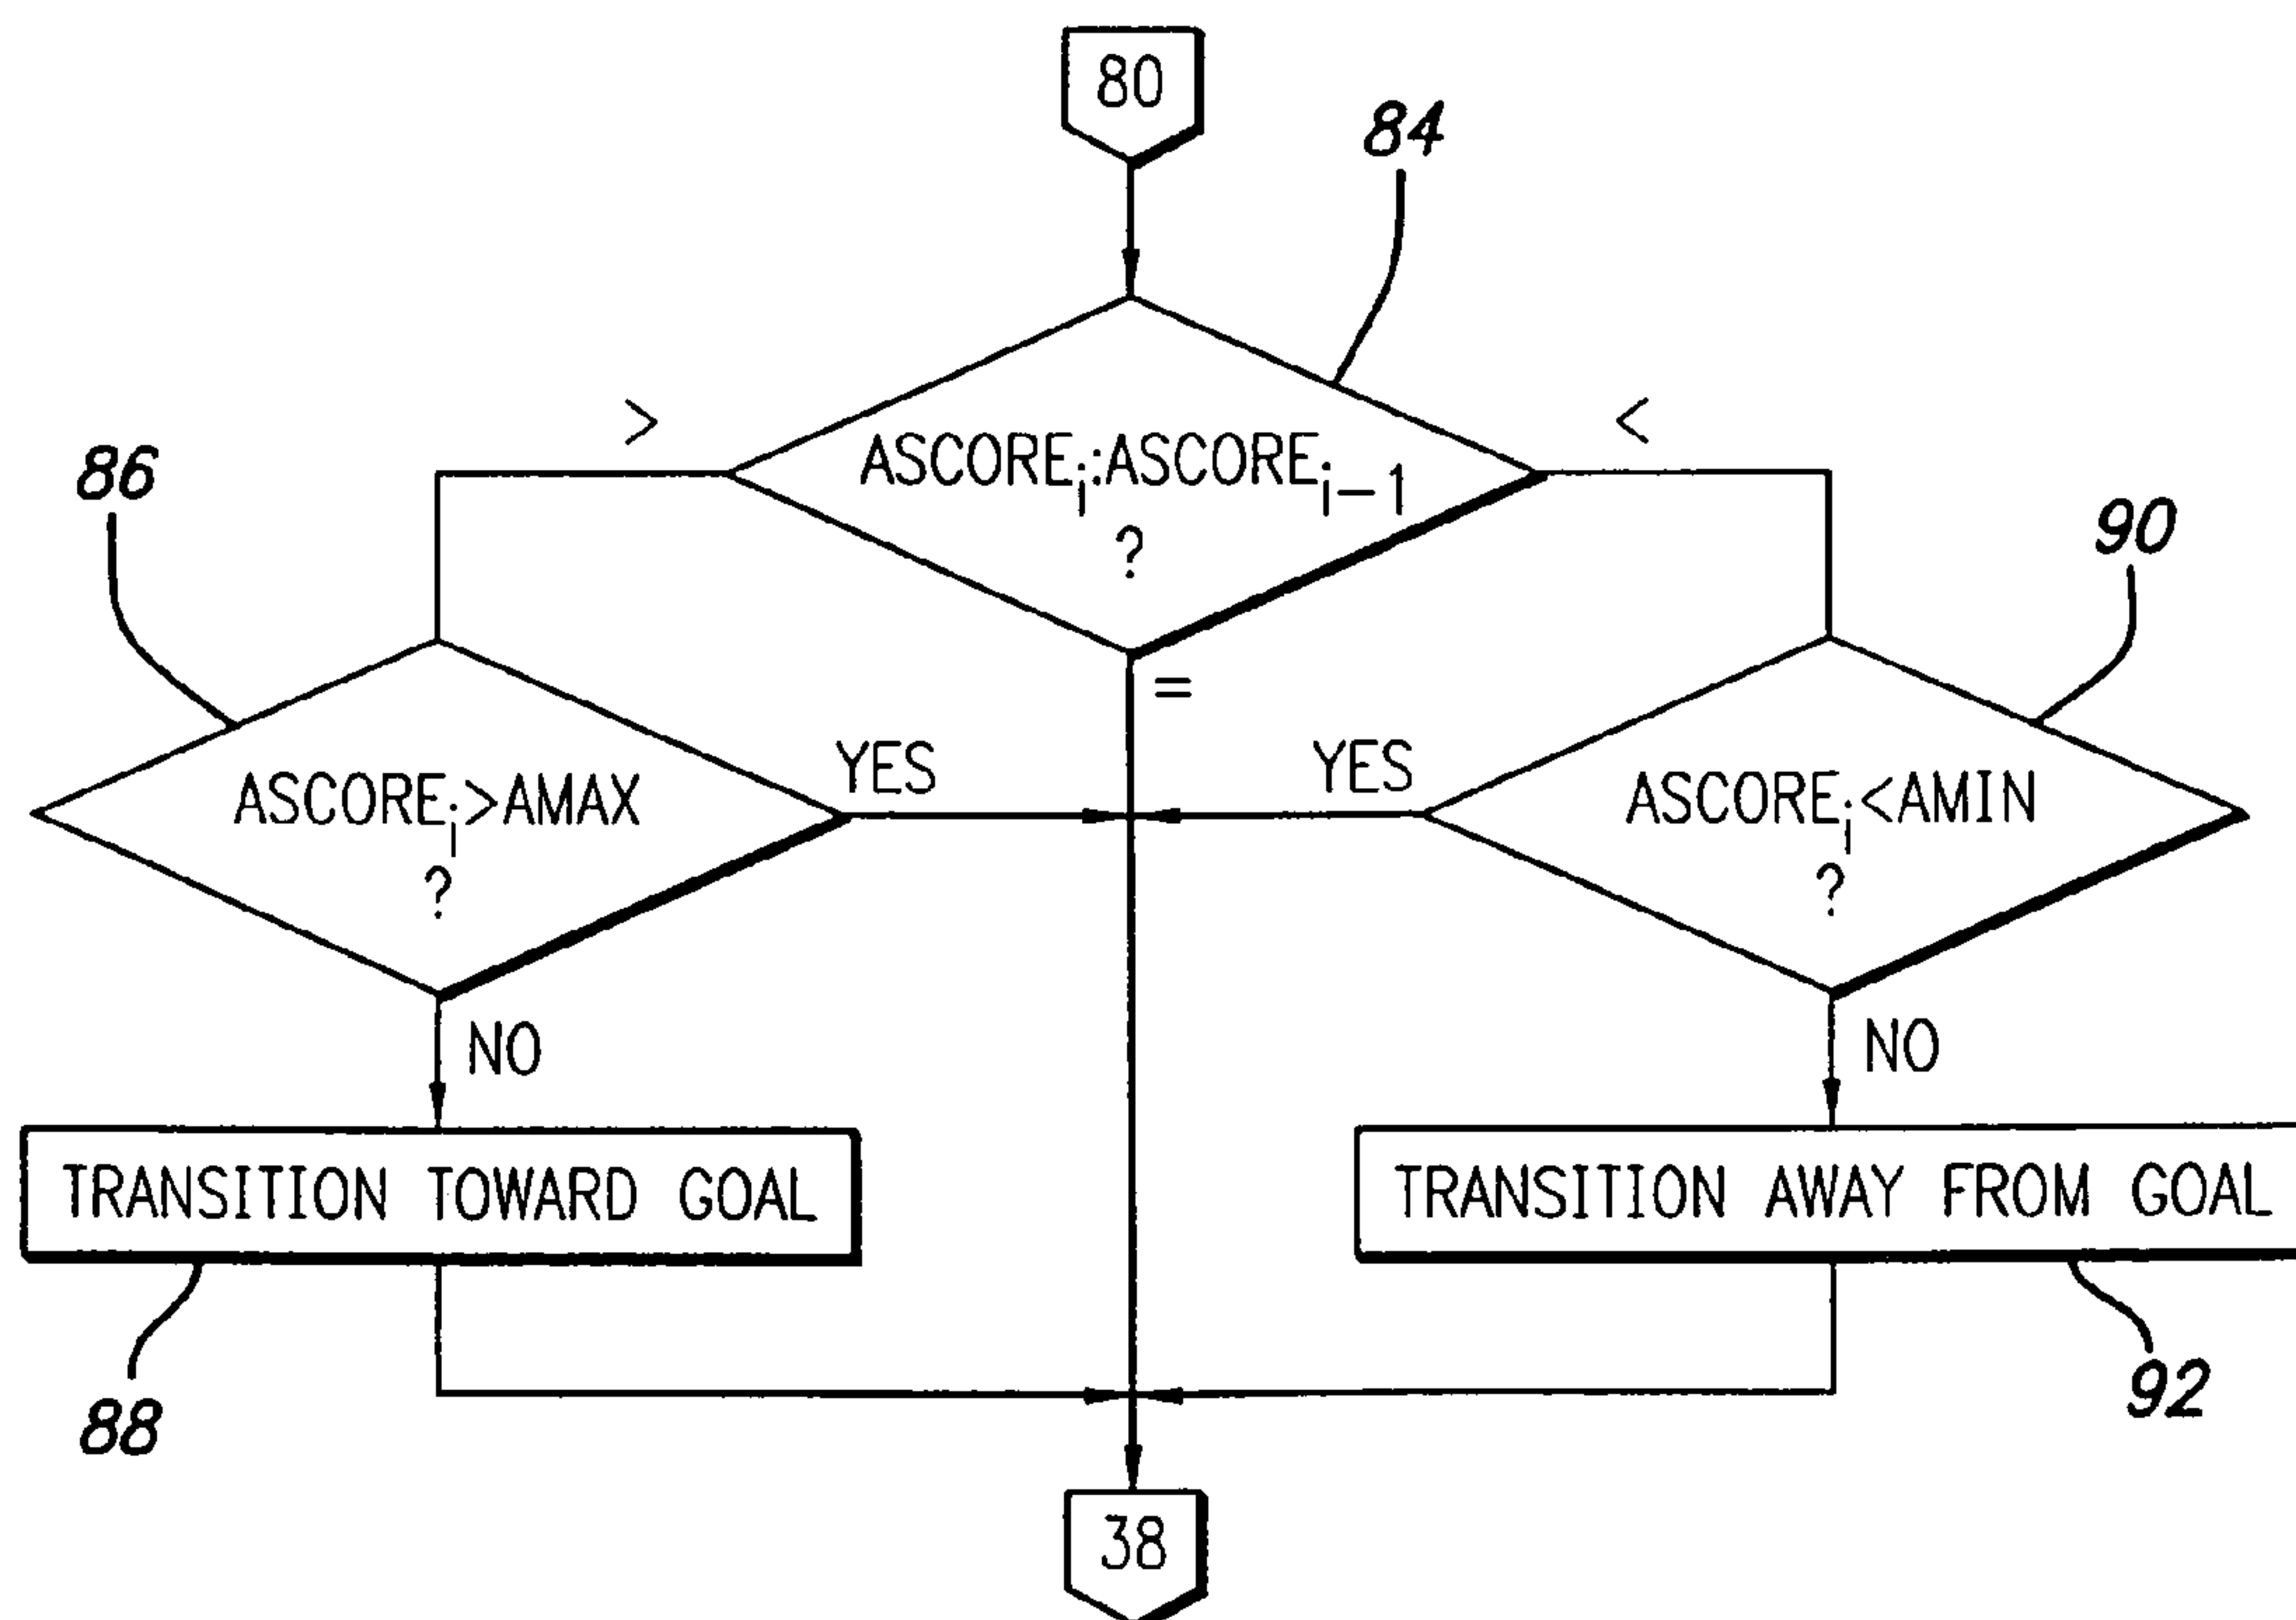 80
84
> <
86
ASCOREi:ASCOREi-1
?
90
=
YES YES
ASCOREi>AMAX
?
ASCOREi<AMIN
?
NO NO
TRANSITION TOWARD GOAL
TRANSITION AWAY FROM GOAL
88
92
38